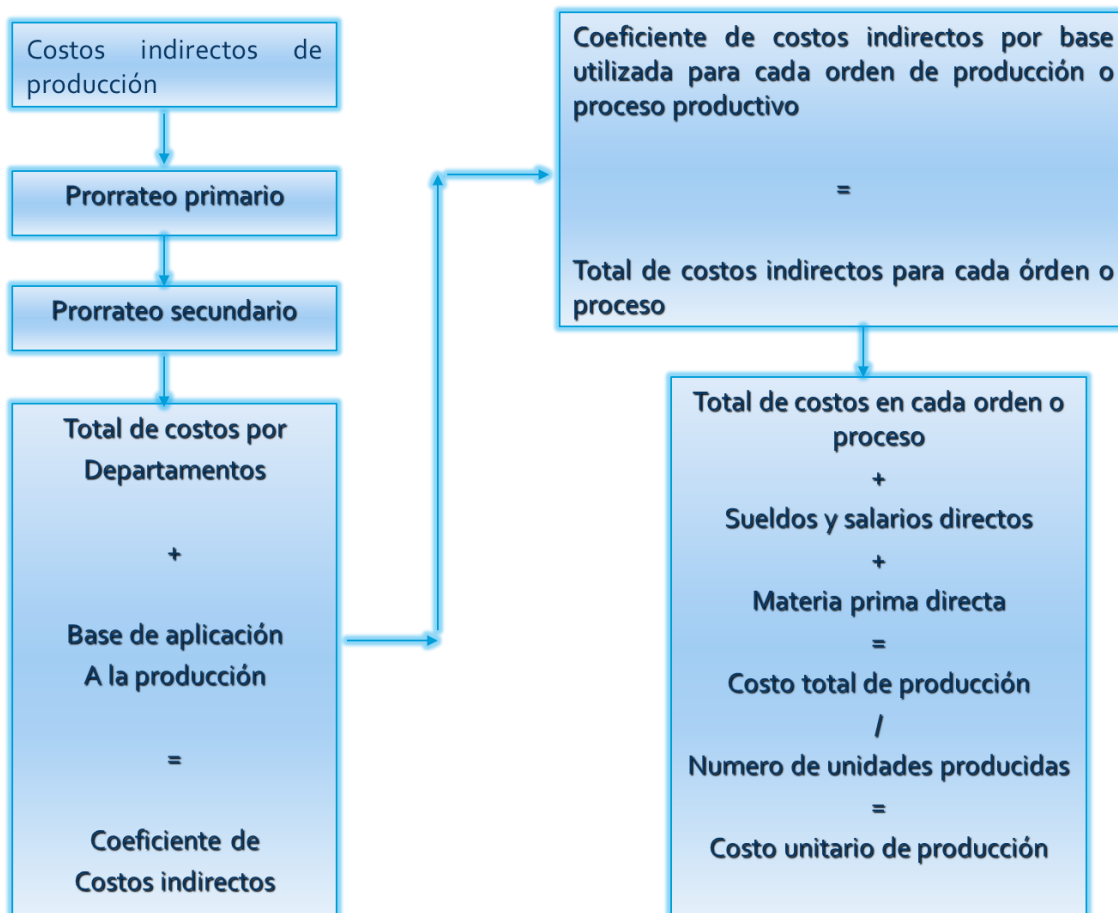 Costos indirectos de
producción
Prorrateo primario
Prorrateo secundario
Total de costos por
Departamentos
+
Base de aplicación
A la producción
=
Coeficiente de
Costos indirectos
Coeficiente de costos indirectos por base
utilizada para cada orden de producción o
proceso productivo
=
Total de costos indirectos para cada órden o
proceso
Total de costos en cada orden o
proceso
+
Sueldos y salarios directos
+
Materia prima directa
=
Costo total de producción
/
Numero de unidades producidas
=
Costo unitario de producción